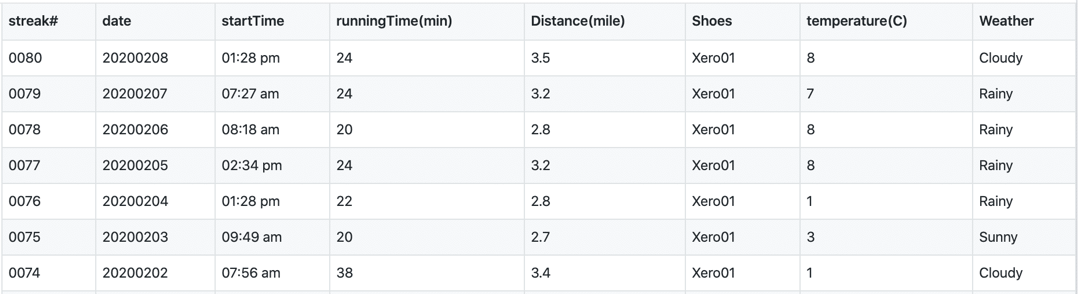 streak# date startTime runningTime(min) Distance(mile) Shoes temperature(C) Weather
0080 20200208 01:28 pm 24 3.5 Xero01 8 Cloudy
0079 20200207 07:27 am 24 3.2 Xero01 7 Rainy
0078 20200206 08:18 am 20 2.8 Xero01 8 Rainy
0077 20200205 02:34 pm 24 3.2 Xero01 8 Rainy
0076 20200204 01:28 pm 22 2.8 Xero01 1 Rainy
0075 20200203 09:49 am 20 2.7 Xero01 3 Sunny
0074 20200202 07:56 am 38 3.4 Xero01 1 Cloudy